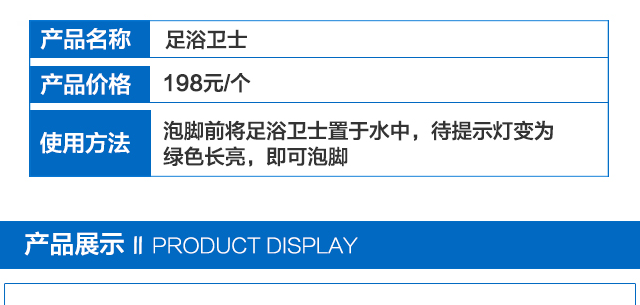 产品名称 足浴卫士
产品价格 198元/个
使用方法 泡脚前将足浴卫士置于水中，待提示灯变为
绿色长亮，即可泡脚
产品展示 || PRODUCT DISPLAY